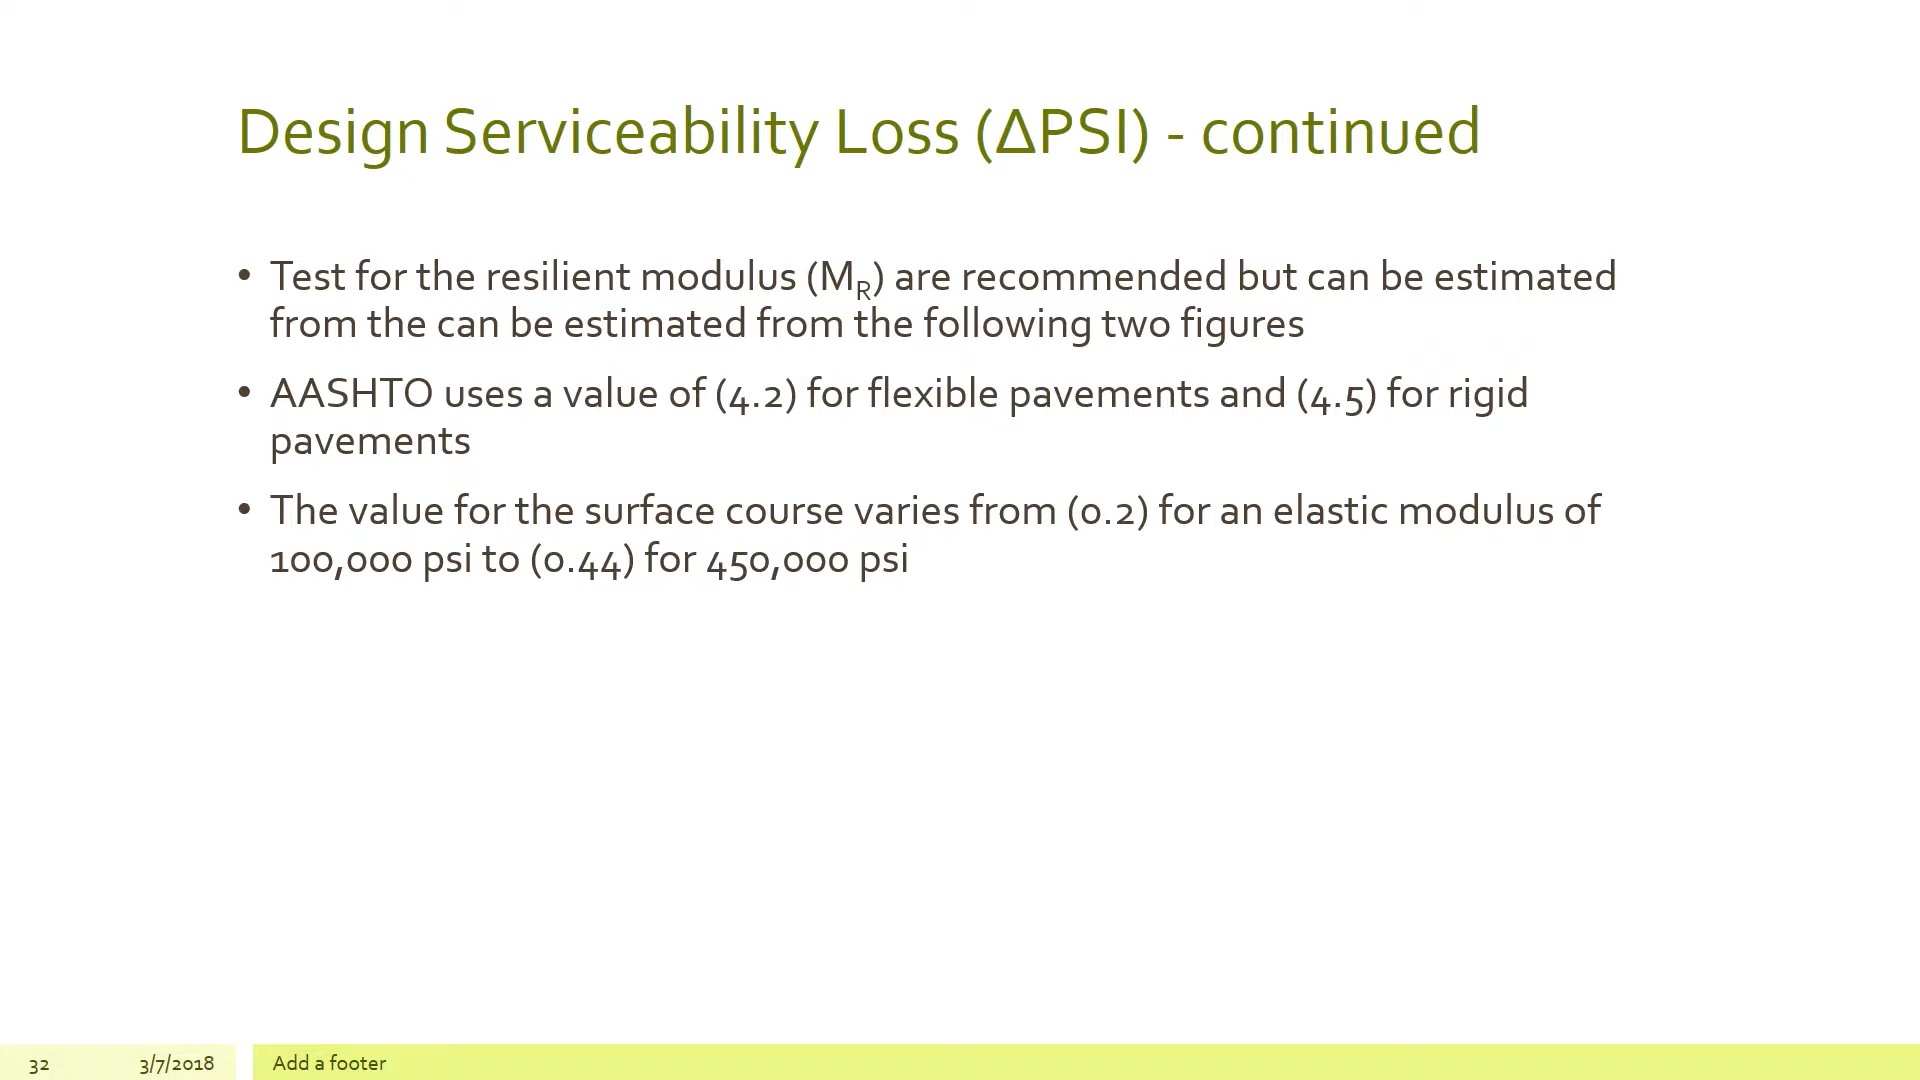 Design Serviceability Loss (ΔPSI) - continued
• Test for the resilient modulus (MR) are recommended but can be estimated
from the can be estimated from the following two figures
• AASHTO uses a value of (4.2) for flexible pavements and (4.5) for rigid
pavements
• The value for the surface course varies from (0.2) for an elastic modulus of
100,000 psi to (0.44) for 450,000 psi
32 3/7/2018 Add a footer